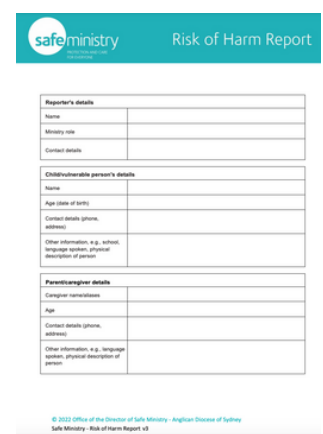 safeministry
PROTECTION AND CARE
FOR EVERYONE
Risk of Harm Report
Reporter's details
Name
Ministry role
Contact details
Child/vulnerable person's details
Name
Age (date of birth)
Contact details (phone,
address)
Other information, e.g., school,
language spoken, physical
description of person
Parent/caregiver details
Caregiver name/aliases
Age
Contact details (phone,
address)
Other information, e.g., language
spoken, physical description of
person
© 2022 Office of the Director of Safe Ministry - Anglican Diocese of Sydney
Safe Ministry - Risk of Harm Report v3